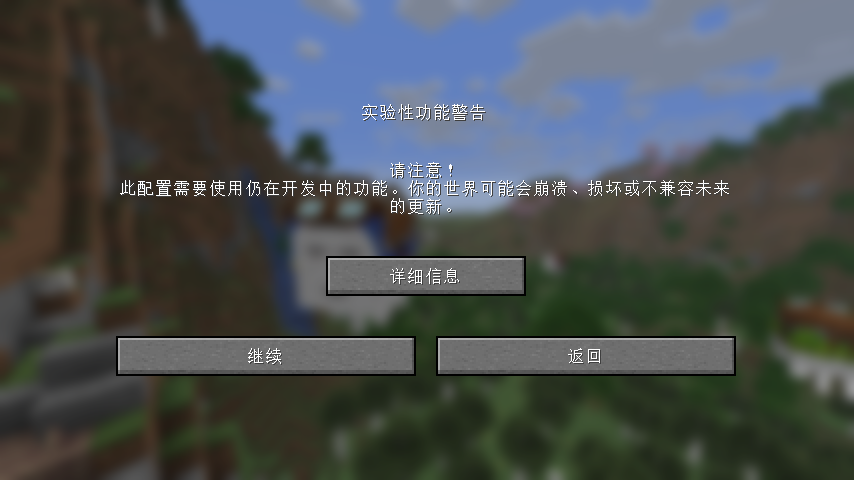 实验性功能警告
请注意！
此配置需要使用仍在开发中的功能。你的世界可能会崩溃、损坏或不兼容未来
的更新。
详细信息
继续
返回